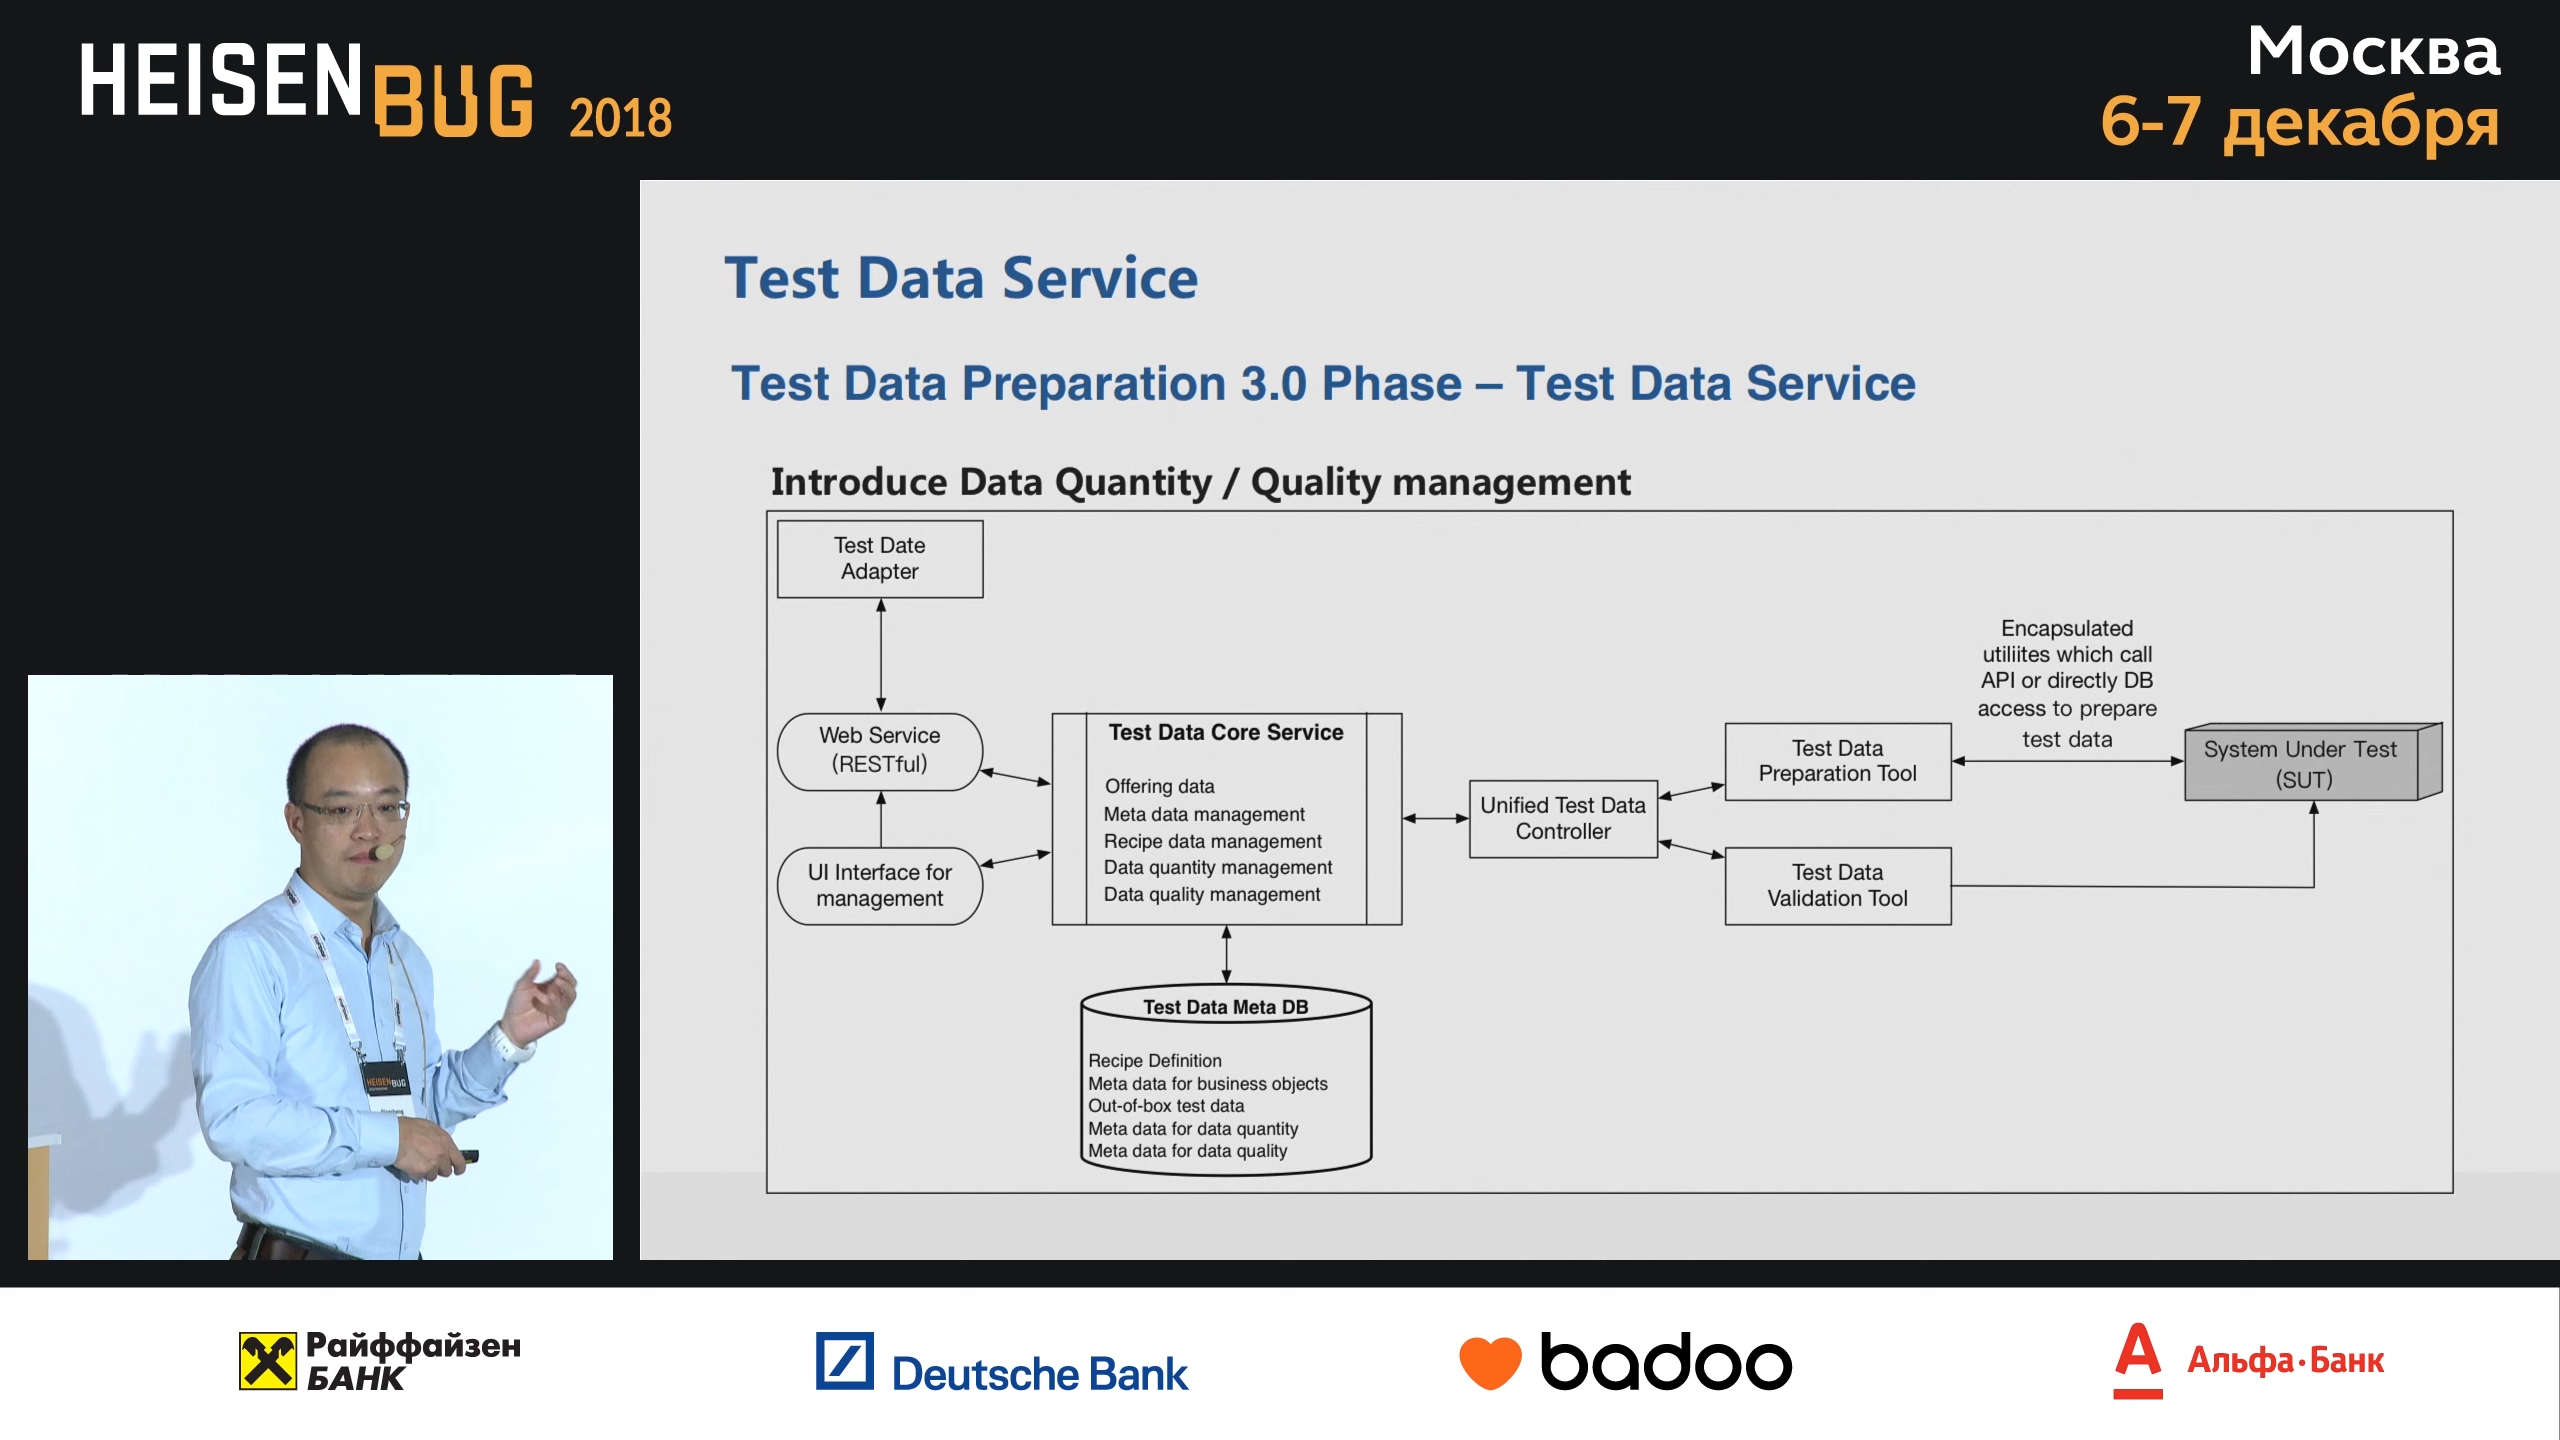 HEISENBUG 2018
Москва
6-7 декабря
Test Data Service
Test Data Preparation 3.0 Phase – Test Data Service
Introduce Data Quantity / Quality management
Test Date
Adapter
Web Service
(RESTful)
UI Interface for
management
Test Data Core Service
Offering data
Meta data management
Recipe data management
Data quantity management
Data quality management
Test Data Meta DB
Recipe Definition
Meta data for business objects
Out-of-box test data
Meta data for data quantity
Meta data for data quality
Unified Test Data
Controller
Test Data
Preparation Tool
Test Data
Validation Tool
Encapsulated
utiliites which call
API or directly DB
access to prepare
test data
System Under Test
(SUT)
HEISENBUG
Райффайзен
БАНК
Deutsche Bank
badoo
А
Альфа·Банк